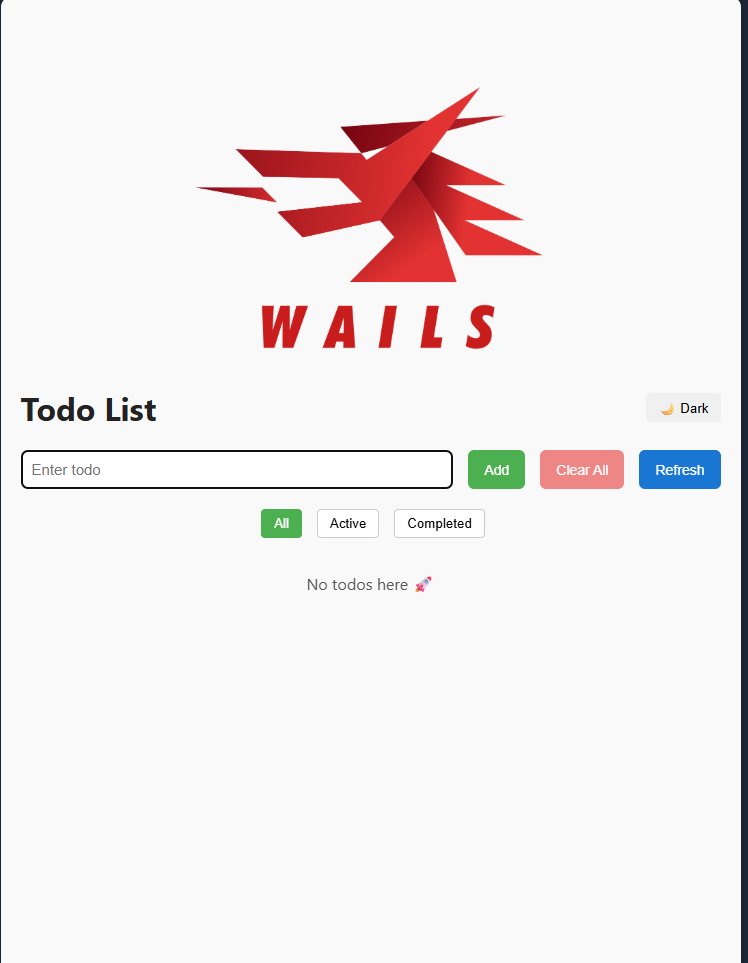 WAILS
Todo List
🌙 Dark
Enter todo
Add
Clear All
Refresh
All
Active
Completed
No todos here 🚀